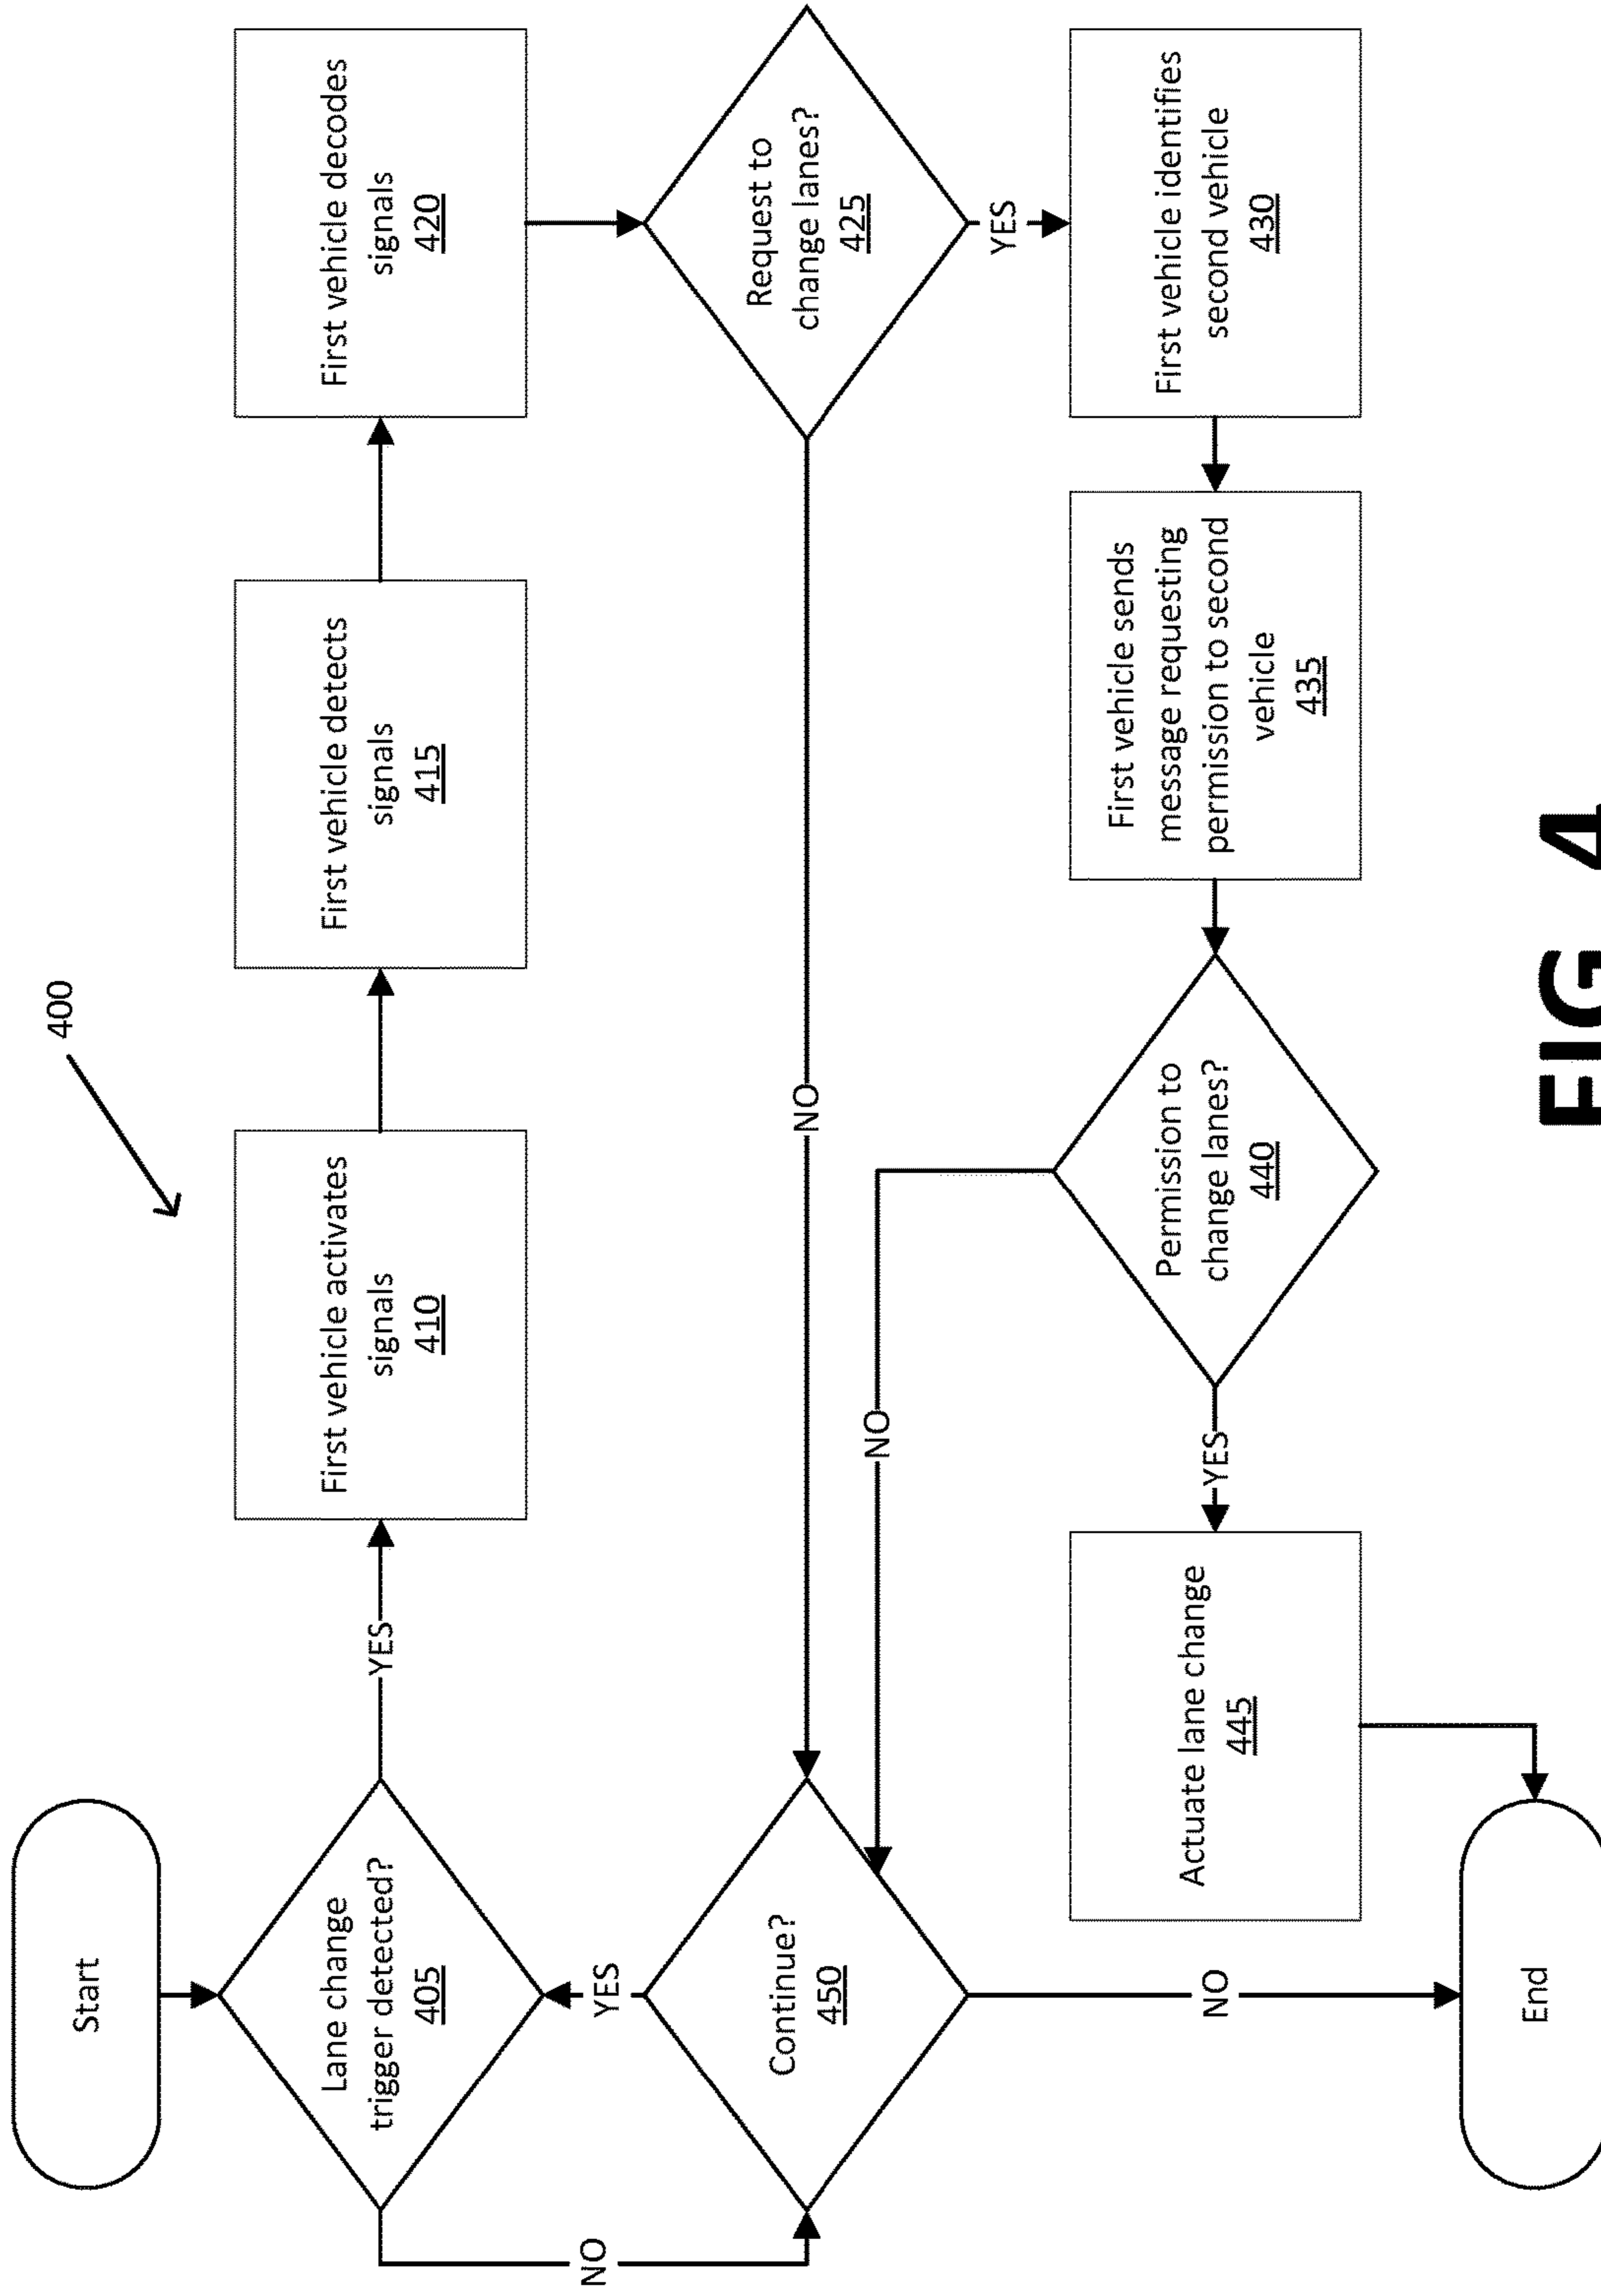 400
Start
Lane change
trigger detected?
405
YES
NO
First vehicle activates
signals
410
First vehicle detects
signals
415
First vehicle decodes
signals
420
Request to
change lanes?
425
NO
YES
First vehicle identifies
second vehicle
430
First vehicle sends
message requesting
permission to second
vehicle
435
Permission to
change lanes?
440
NO
YES
Actuate lane change
445
Continue?
450
YES
NO
End
FIG. 4